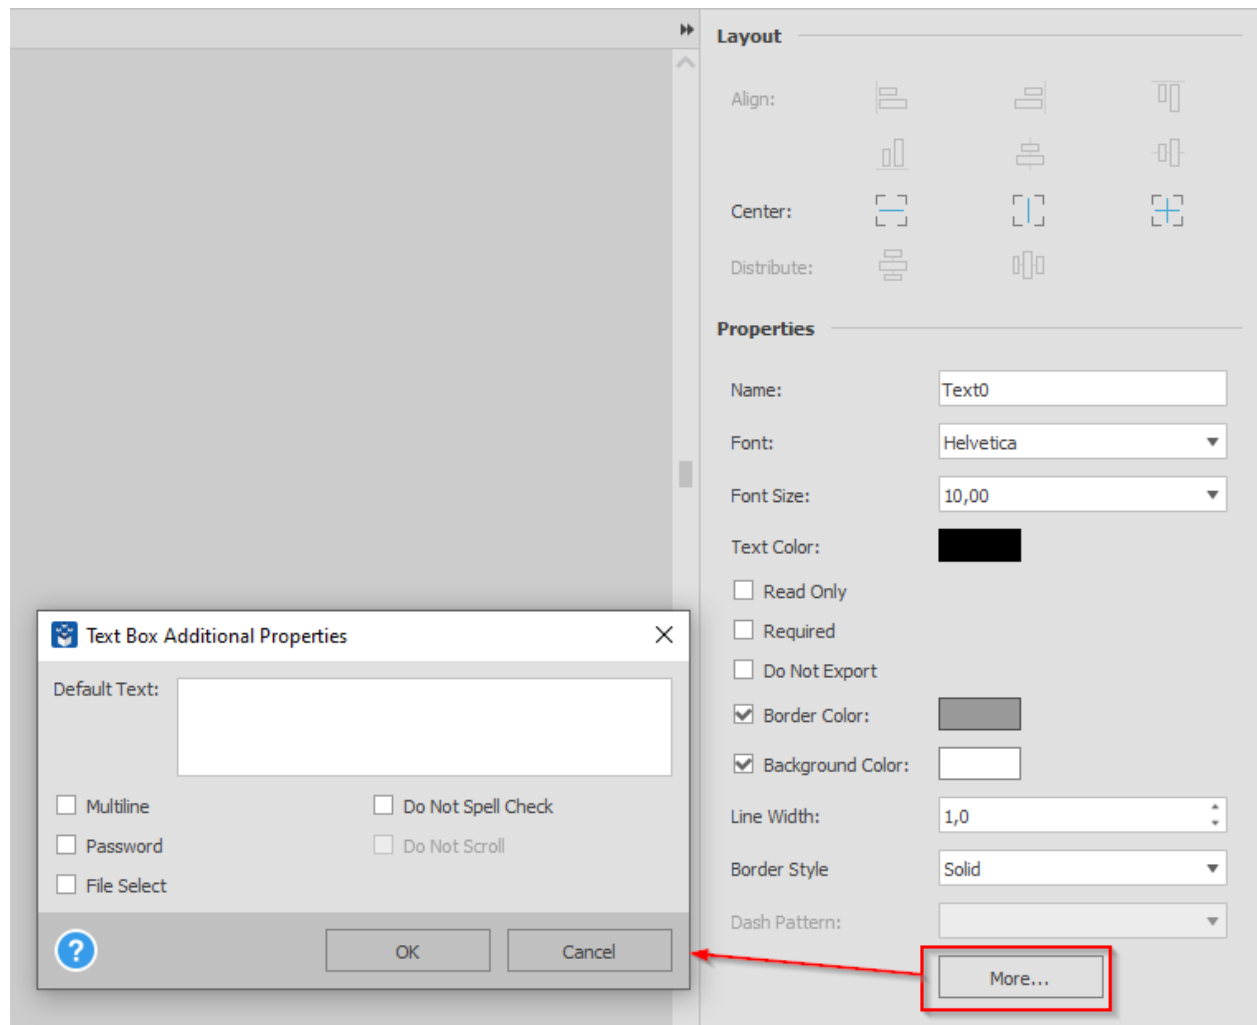 Layout
Align:
Center:
Distribute:
Properties
Name: Text0
Font: Helvetica
Font Size: 10,00
Text Color:
Read Only
Required
Do Not Export
Border Color:
Background Color:
Line Width: 1,0
Border Style Solid
Dash Pattern:
More...
Text Box Additional Properties
Default Text:
Multiline Do Not Spell Check
Password Do Not Scroll
File Select
? OK Cancel